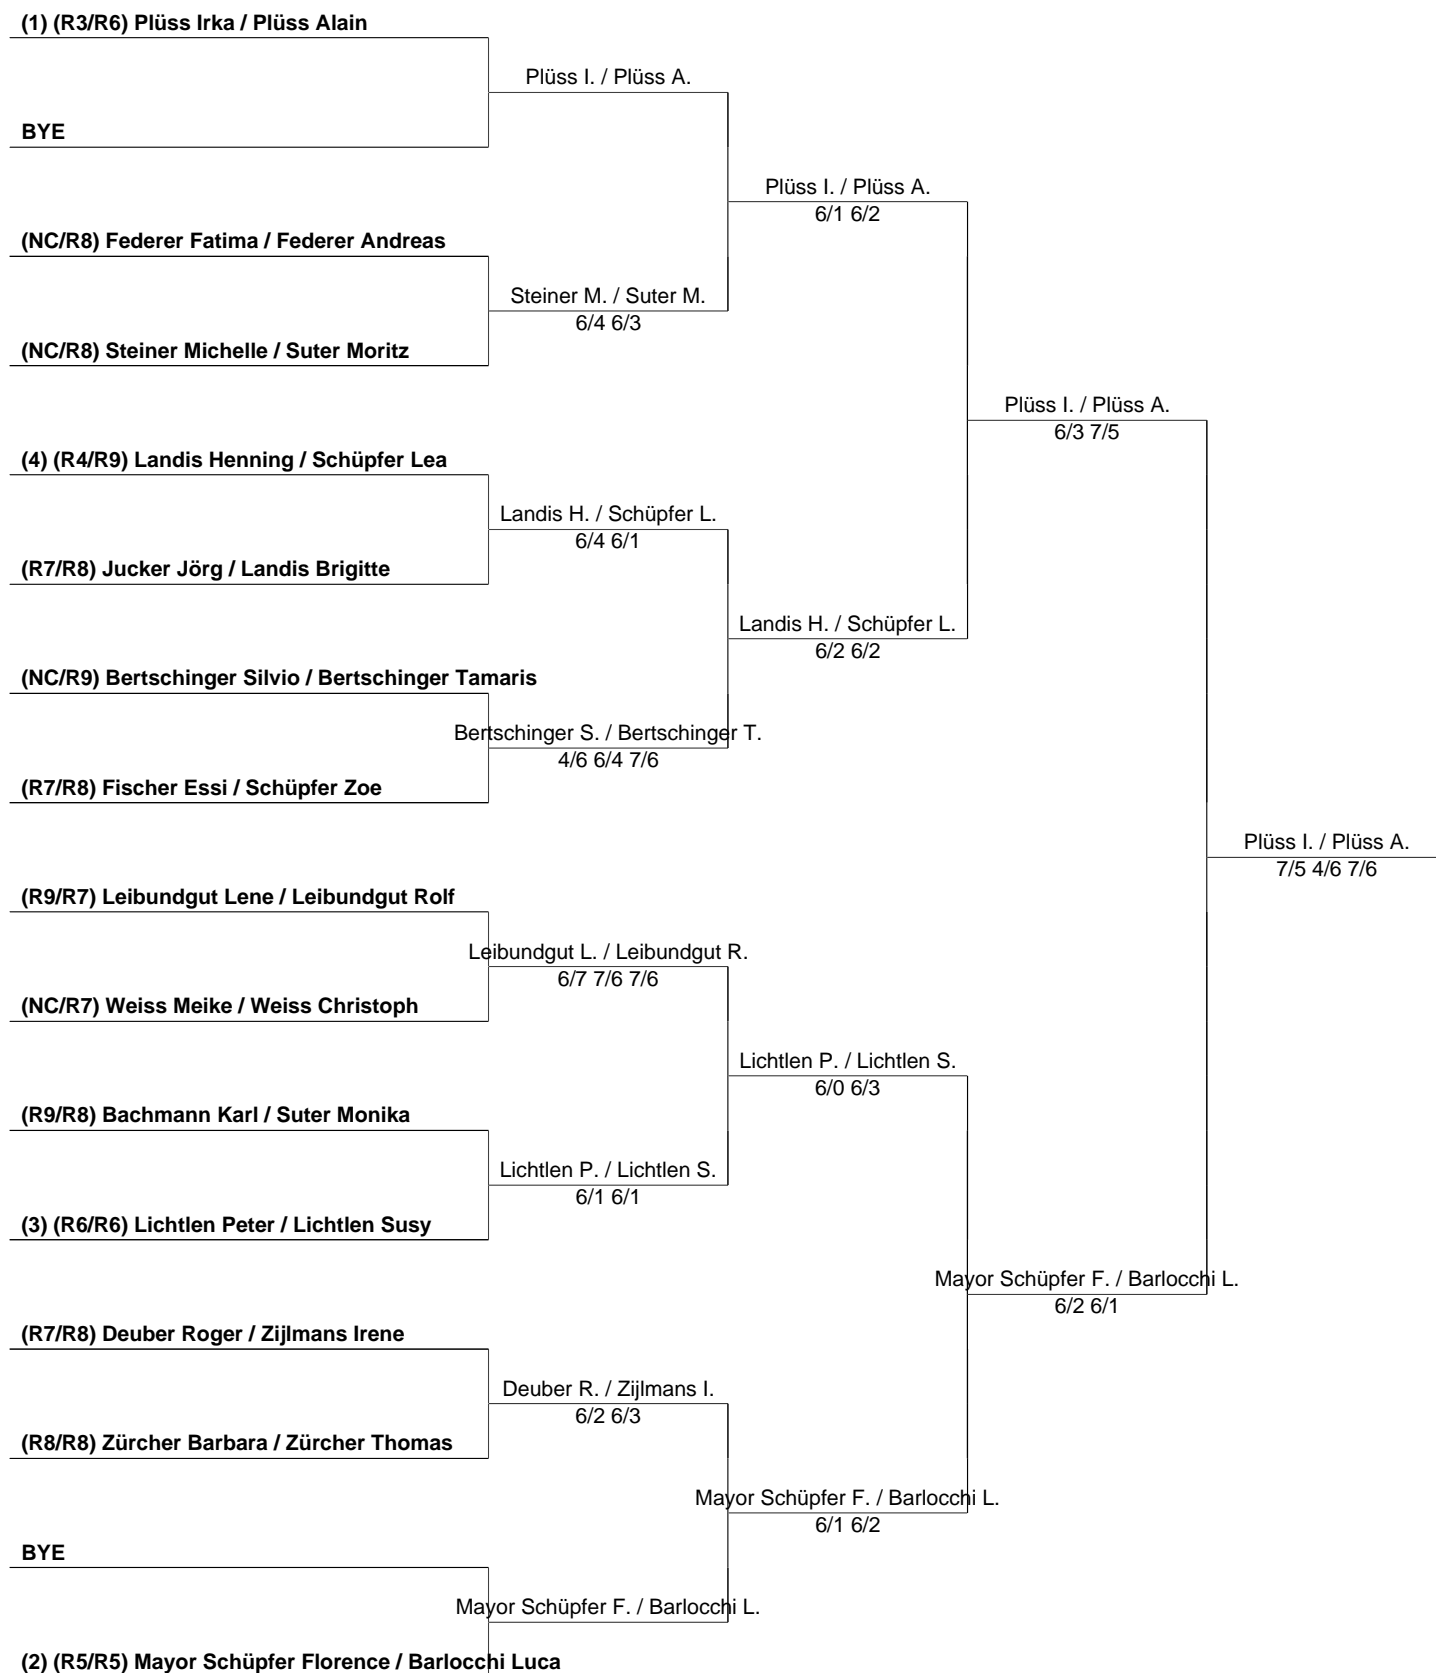 (1) (R3/R6) Plüss Irka / Plüss Alain
Plüss I. / Plüss A.
BYE
Plüss I. / Plüss A.
6/1 6/2
(NC/R8) Federer Fatima / Federer Andreas
Steiner M. / Suter M.
6/4 6/3
(NC/R8) Steiner Michelle / Suter Moritz
Plüss I. / Plüss A.
6/3 7/5
(4) (R4/R9) Landis Henning / Schüpfer Lea
Landis H. / Schüpfer L.
6/4 6/1
(R7/R8) Jucker Jörg / Landis Brigitte
Landis H. / Schüpfer L.
6/2 6/2
(NC/R9) Bertschinger Silvio / Bertschinger Tamaris
Bertschinger S. / Bertschinger T.
4/6 6/4 7/6
(R7/R8) Fischer Essi / Schüpfer Zoe
Plüss I. / Plüss A.
7/5 4/6 7/6
(R9/R7) Leibundgut Lene / Leibundgut Rolf
Leibundgut L. / Leibundgut R.
6/7 7/6 7/6
(NC/R7) Weiss Meike / Weiss Christoph
Lichtlen P. / Lichtlen S.
6/0 6/3
(R9/R8) Bachmann Karl / Suter Monika
Lichtlen P. / Lichtlen S.
6/1 6/1
(3) (R6/R6) Lichtlen Peter / Lichtlen Susy
Mayor Schüpfer F. / Barlocchi L.
6/2 6/1
(R7/R8) Deuber Roger / Zijlmans Irene
Deuber R. / Zijlmans I.
6/2 6/3
(R8/R8) Zürcher Barbara / Zürcher Thomas
Mayor Schüpfer F. / Barlocchi L.
6/1 6/2
BYE
Mayor Schüpfer F. / Barlocchi L.
(2) (R5/R5) Mayor Schüpfer Florence / Barlocchi Luca